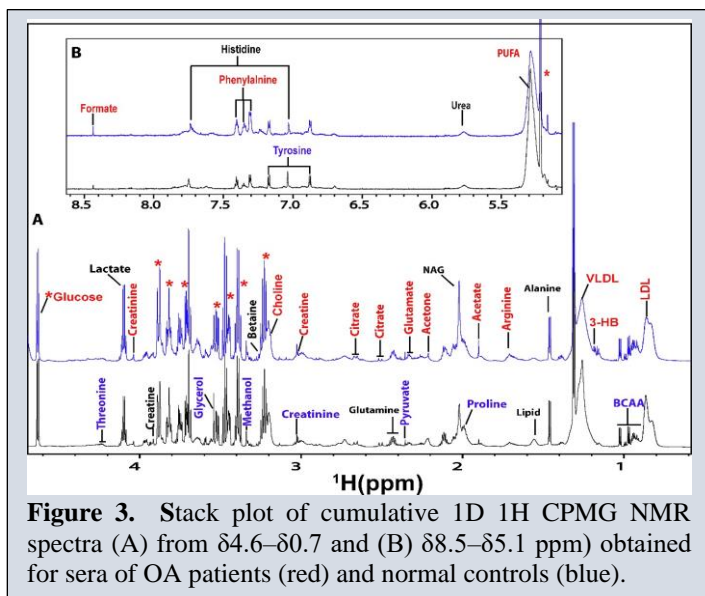 B
Histidine
PUFA
*
Phenylalnine
Formate
Urea
Tyrosine
8.5 8.0 7.5 7.0 6.5 6.0 5.5
A
Lactate
*
*
*
*
*
*
*
NAG
VLDL
*Glucose
Creatinine
Betaine
Choline
Creatine
Citrate
Citrate
Glutamate
Acetone
Acetate
Arginine
Alanine
3-HB
LDL
Threonine
Creatine
Glycerol
Methanol
Creatinine
Glutamine
Pyruvate
Proline
Lipid
BCAA
4 3 2 1
¹H(ppm)
Figure 3. Stack plot of cumulative 1D 1H CPMG NMR
spectra (A) from δ4.6–δ0.7 and (B) δ8.5–δ5.1 ppm) obtained
for sera of OA patients (red) and normal controls (blue).